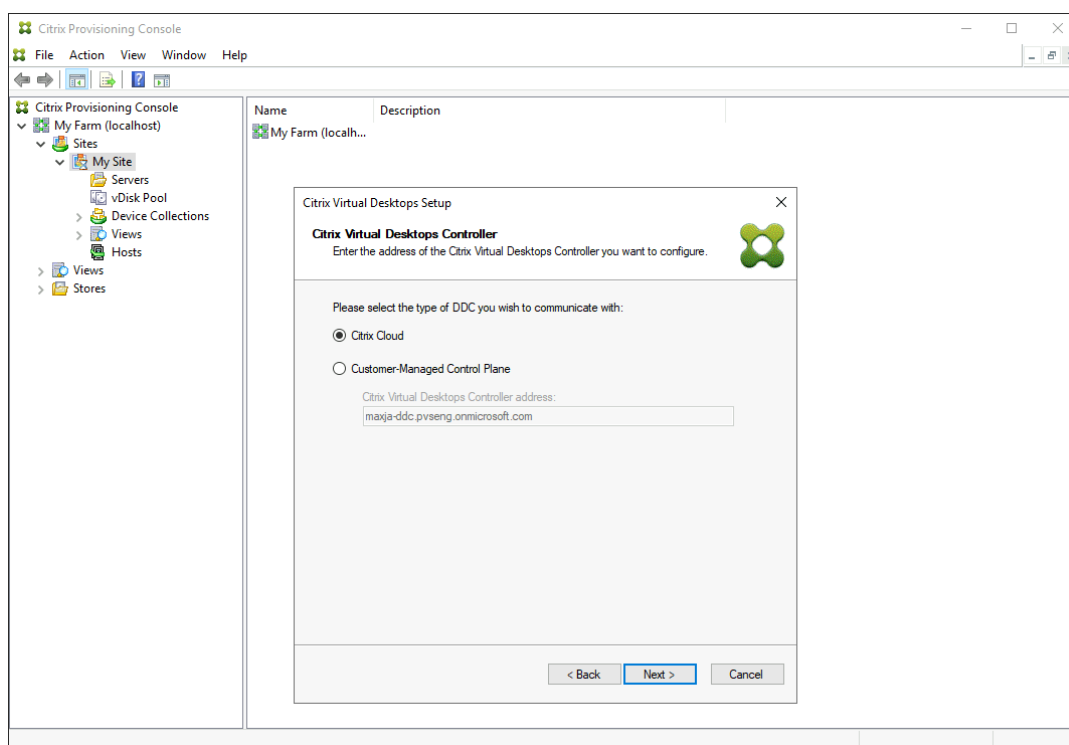 Citrix Provisioning Console
File Action View Window Help
Citrix Provisioning Console
My Farm (localhost)
Sites
My Site
Servers
vDisk Pool
Device Collections
Views
Hosts
Views
Stores
Name Description
My Farm (localh...
Citrix Virtual Desktops Setup
Citrix Virtual Desktops Controller
Enter the address of the Citrix Virtual Desktops Controller you want to configure.
Please select the type of DDC you wish to communicate with:
Citrix Cloud
Customer-Managed Control Plane
Citrix Virtual Desktops Controller address:
maxja-ddc.pvseng.onmicrosoft.com
< Back Next > Cancel